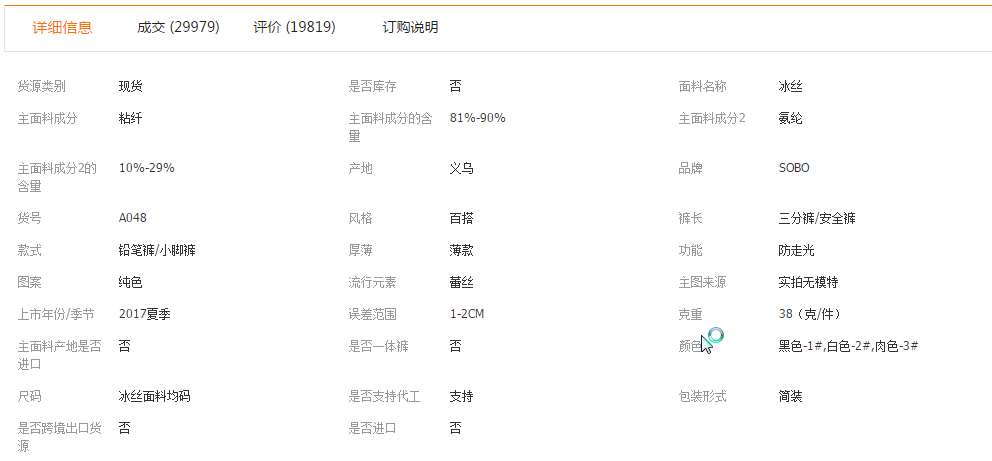 详细信息 成交 (29979) 评价 (19819) 订购说明
货源类别 现货 是否库存 否 面料名称 冰丝
主面料成分 粘纤 主面料成分的含 81%-90% 主面料成分2 氨纶
量
主面料成分2的 10%-29% 产地 义乌 品牌 SOBO
含量
货号 A048 风格 百搭 裤长 三分裤/安全裤
款式 铅笔裤/小脚裤 厚薄 薄款 功能 防走光
图案 纯色 流行元素 蕾丝 主图来源 实拍无模特
上市年份/季节 2017夏季 误差范围 1-2CM 克重 38（克/件）
主面料产地是否 否 是否一体裤 否 颜色 黑色-1#,白色-2#,肉色-3#
进口
尺码 冰丝面料均码 是否支持代工 支持 包装形式 简装
是否跨境出口货 否 是否进口 否
源